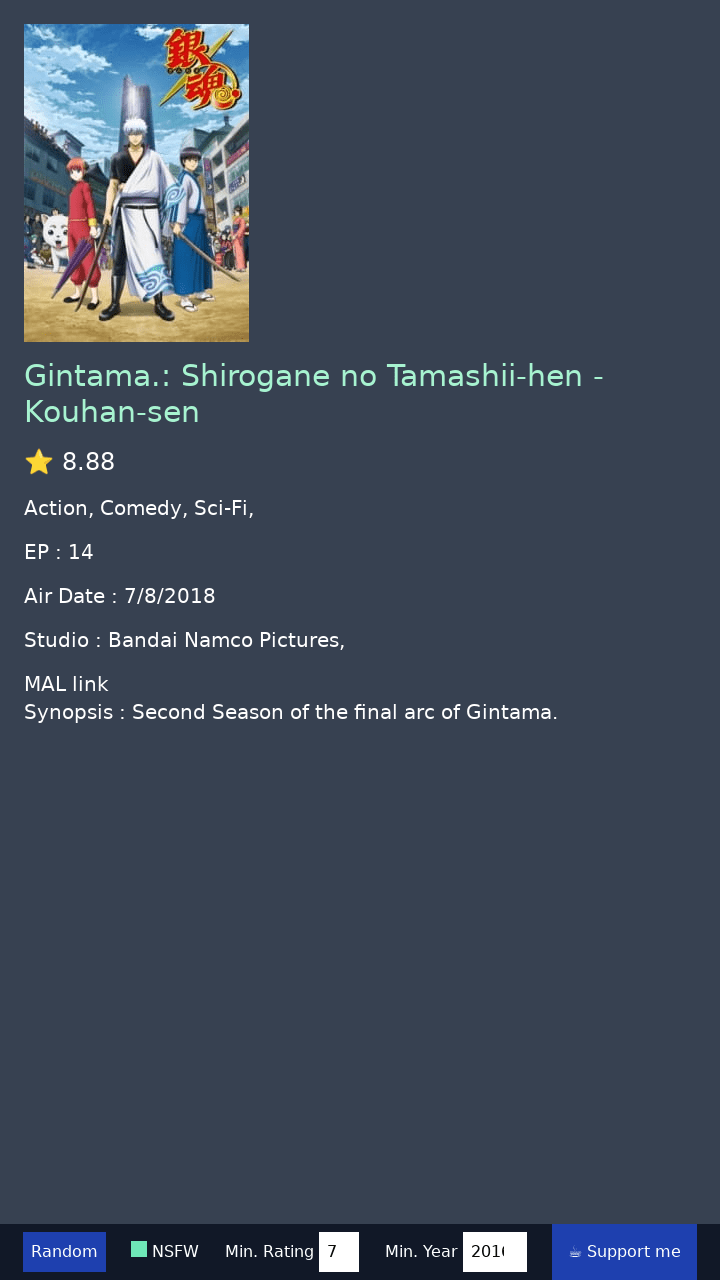 銀
魂
Gintama.: Shirogane no Tamashii-hen -
Kouhan-sen
8.88
Action, Comedy, Sci-Fi,
EP : 14
Air Date : 7/8/2018
Studio : Bandai Namco Pictures,
MAL link
Synopsis : Second Season of the final arc of Gintama.
Random NSFW Min. Rating 7 Min. Year 201 Support me